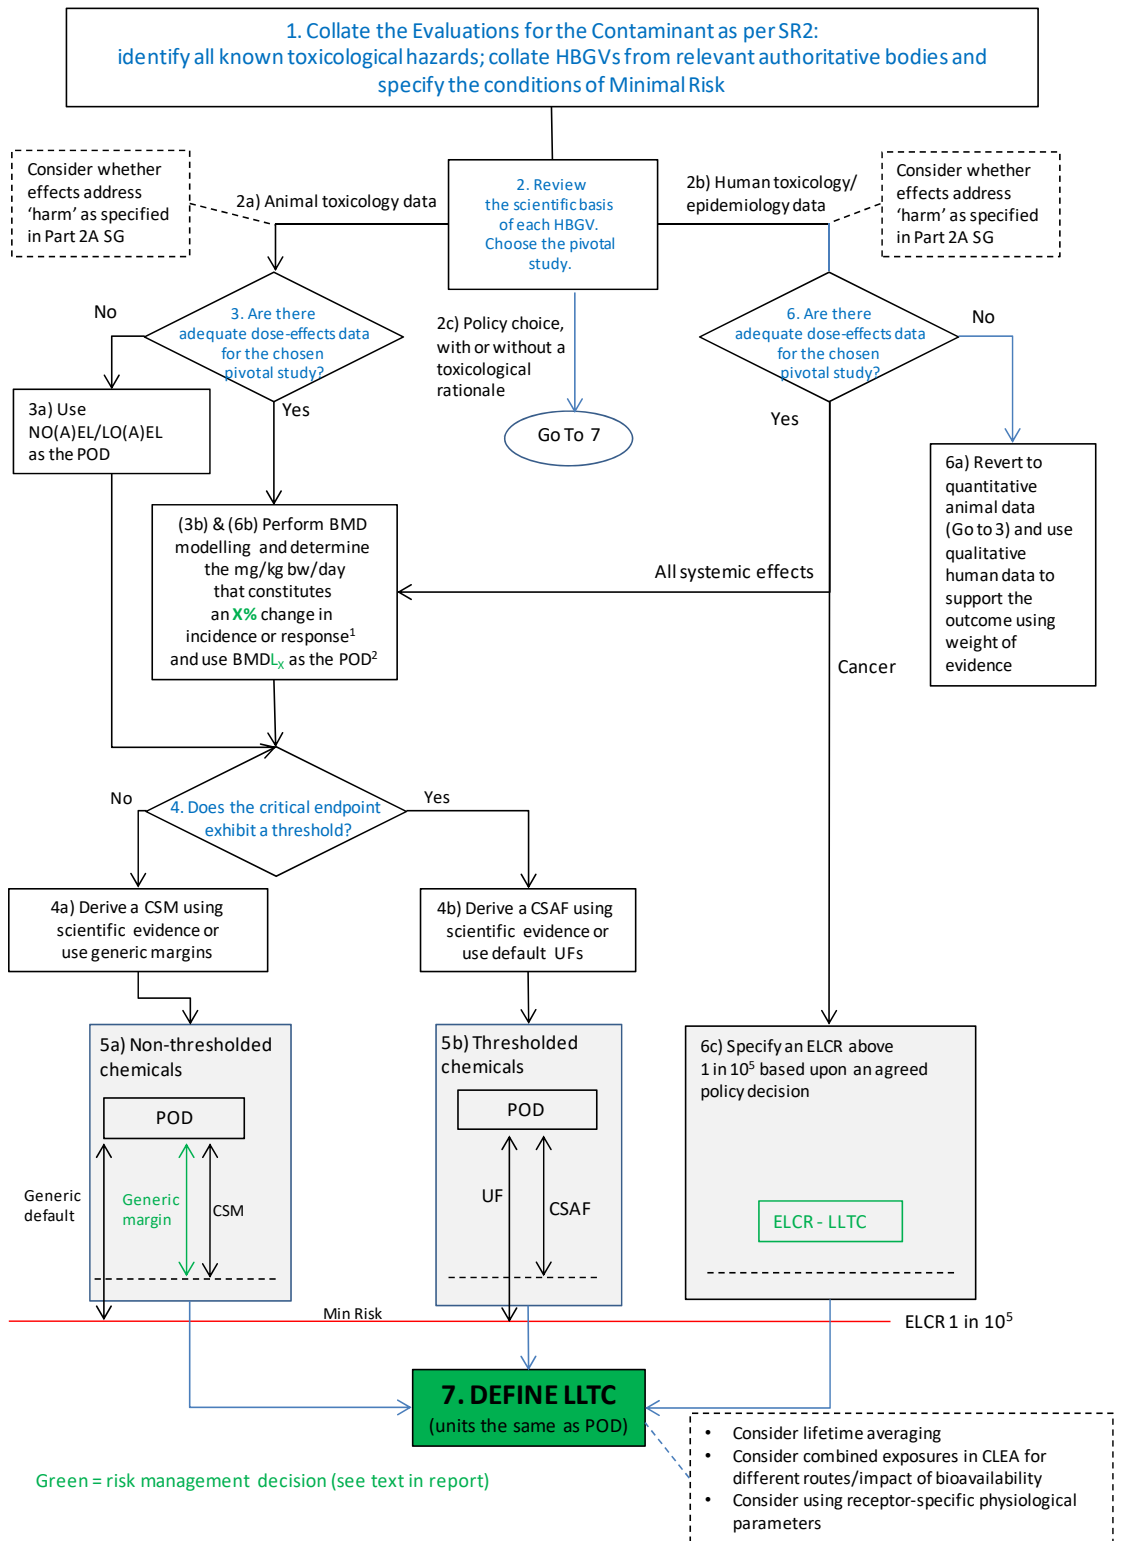 1. Collate the Evaluations for the Contaminant as per SR2:
identify all known toxicological hazards; collate HBGVs from relevant authoritative bodies and
specify the conditions of Minimal Risk
Consider whether
effects address
‘harm’ as specified
in Part 2A SG
2a) Animal toxicology data
2. Review
the scientific basis
of each HBGV.
Choose the pivotal
study.
2b) Human toxicology/
epidemiology data
Consider whether
effects address
‘harm’ as specified
in Part 2A SG
No
3. Are there
adequate dose-effects data
for the chosen
pivotal study?
Yes
2c) Policy choice,
with or without a
toxicological
rationale
Go To 7
6. Are there
adequate dose-effects data
for the chosen
pivotal study?
No
Yes
3a) Use
NO(A)EL/LO(A)EL
as the POD
6a) Revert to
quantitative
animal data
(Go to 3) and use
qualitative
human data to
support the
outcome using
weight of
evidence
(3b) & (6b) Perform BMD
modelling and determine
the mg/kg bw/day
that constitutes
an X% change in
incidence or response1
and use BMDLX as the POD2
All systemic effects
Cancer
No
4. Does the critical endpoint
exhibit a threshold?
Yes
4a) Derive a CSM using
scientific evidence or
use generic margins
4b) Derive a CSAF using
scientific evidence or
use default UFs
5a) Non-thresholded
chemicals
POD
Generic
default
Generic
margin
CSM
5b) Thresholded
chemicals
POD
UF
CSAF
6c) Specify an ELCR above
1 in 10⁵ based upon an agreed
policy decision
ELCR - LLTC
Min Risk
ELCR 1 in 10⁵
7. DEFINE LLTC
(units the same as POD)
• Consider lifetime averaging
• Consider combined exposures in CLEA for
different routes/impact of bioavailability
• Consider using receptor-specific physiological
parameters
Green = risk management decision (see text in report)